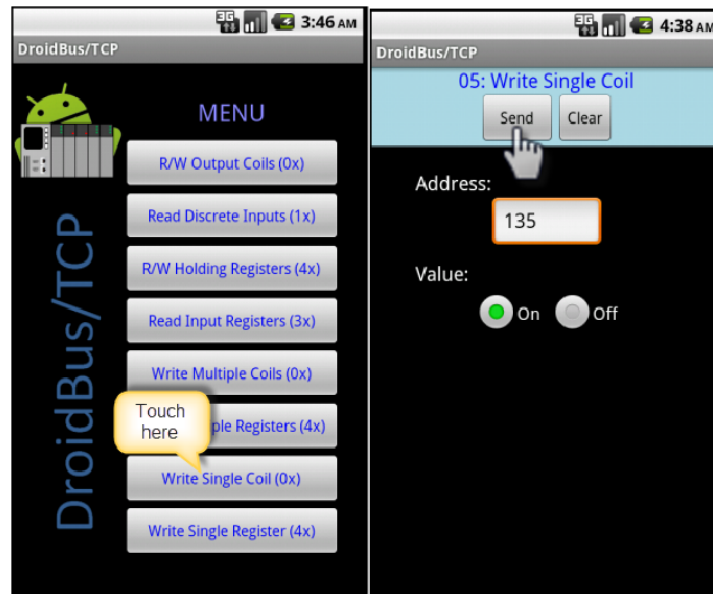 3G 3:46 AM
DroidBus/TCP
MENU
R/W Output Coils (0x)
Read Discrete Inputs (1x)
R/W Holding Registers (4x)
Read Input Registers (3x)
Write Multiple Coils (0x)
Touch
here
ple Registers (4x)
Write Single Coil (0x)
Write Single Register (4x)
DroidBus/TCP
3G 4:38 AM
DroidBus/TCP
05: Write Single Coil
Send Clear
Address:
135
Value:
On Off